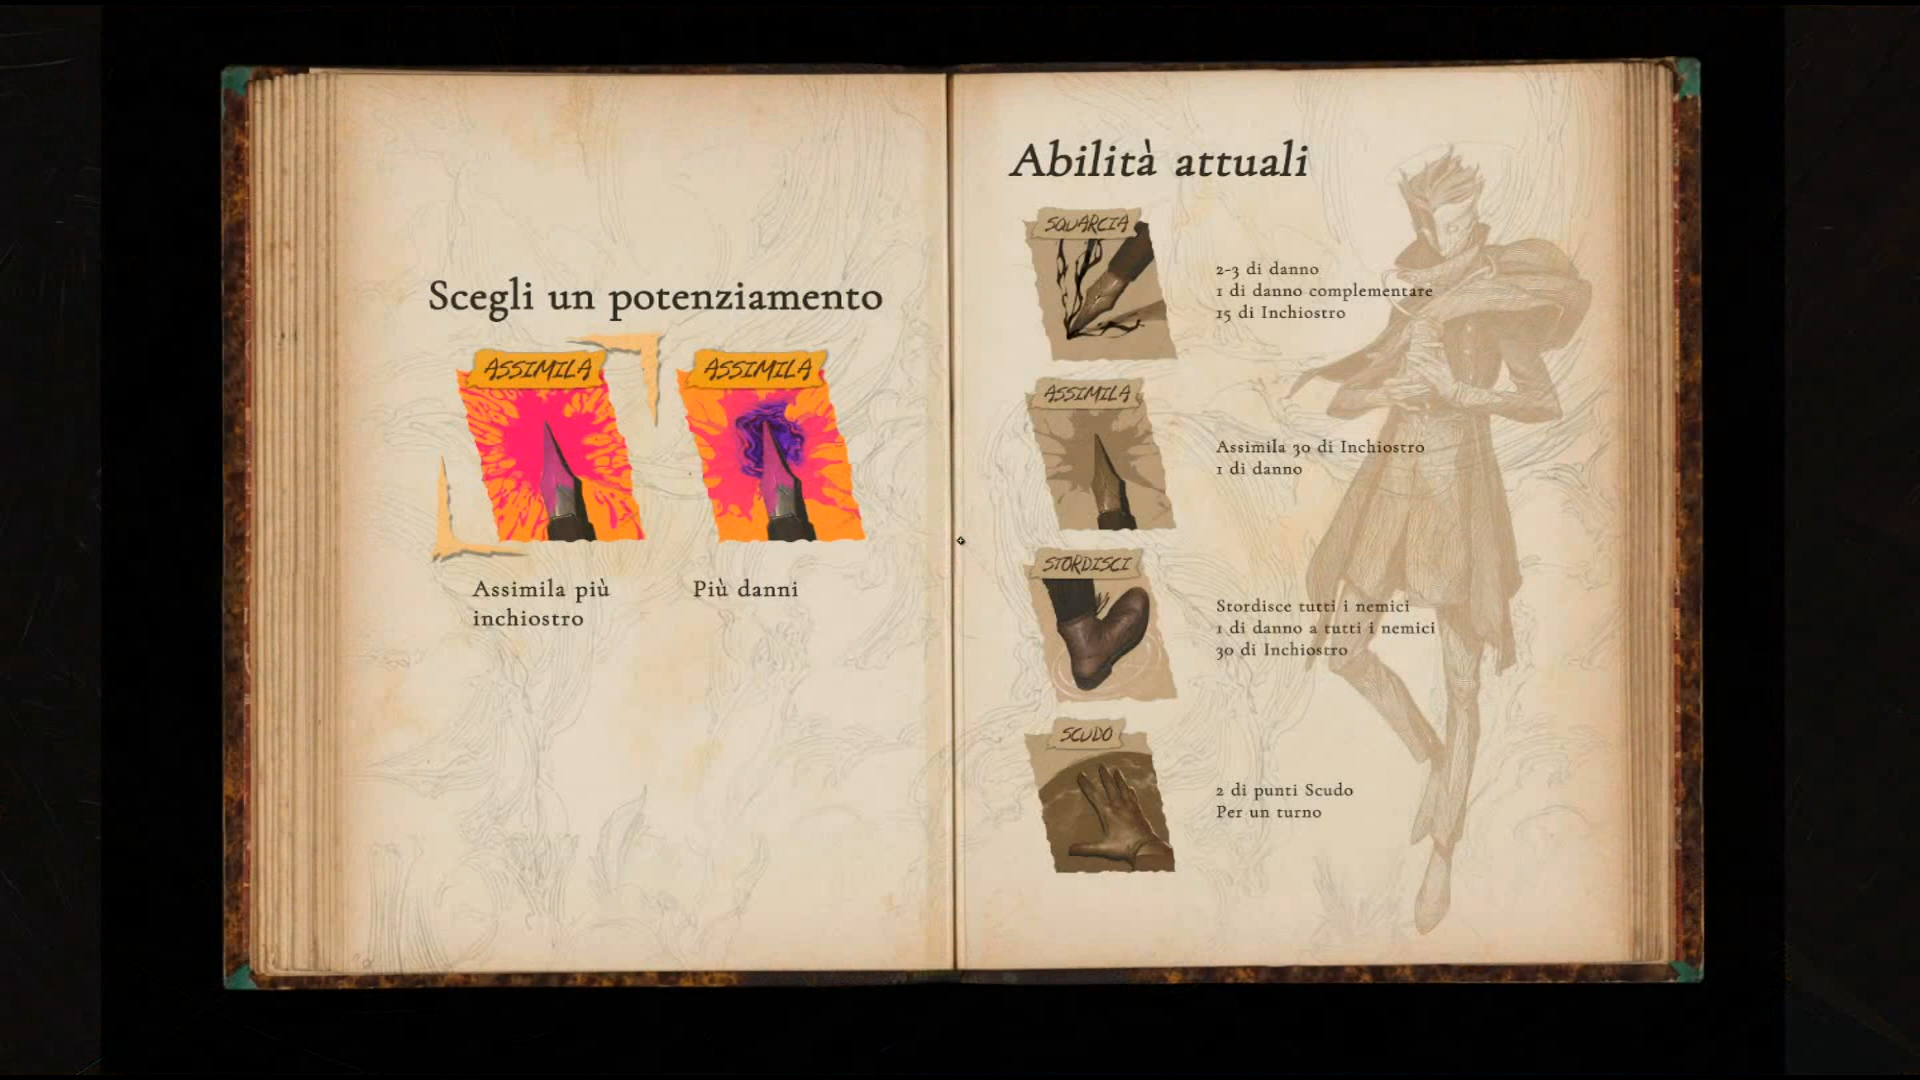 Scegli un potenziamento
ASSIMILA
ASSIMILA
Assimila più
inchiostro
Più danni
Abilità attuali
SQUARCIA
2-3 di danno
1 di danno complementare
15 di Inchiostro
ASSIMILA
Assimila 30 di Inchiostro
1 di danno
STORDISCI
Stordisce tutti i nemici
1 di danno a tutti i nemici
30 di Inchiostro
SCUDO
2 di punti Scudo
Per un turno